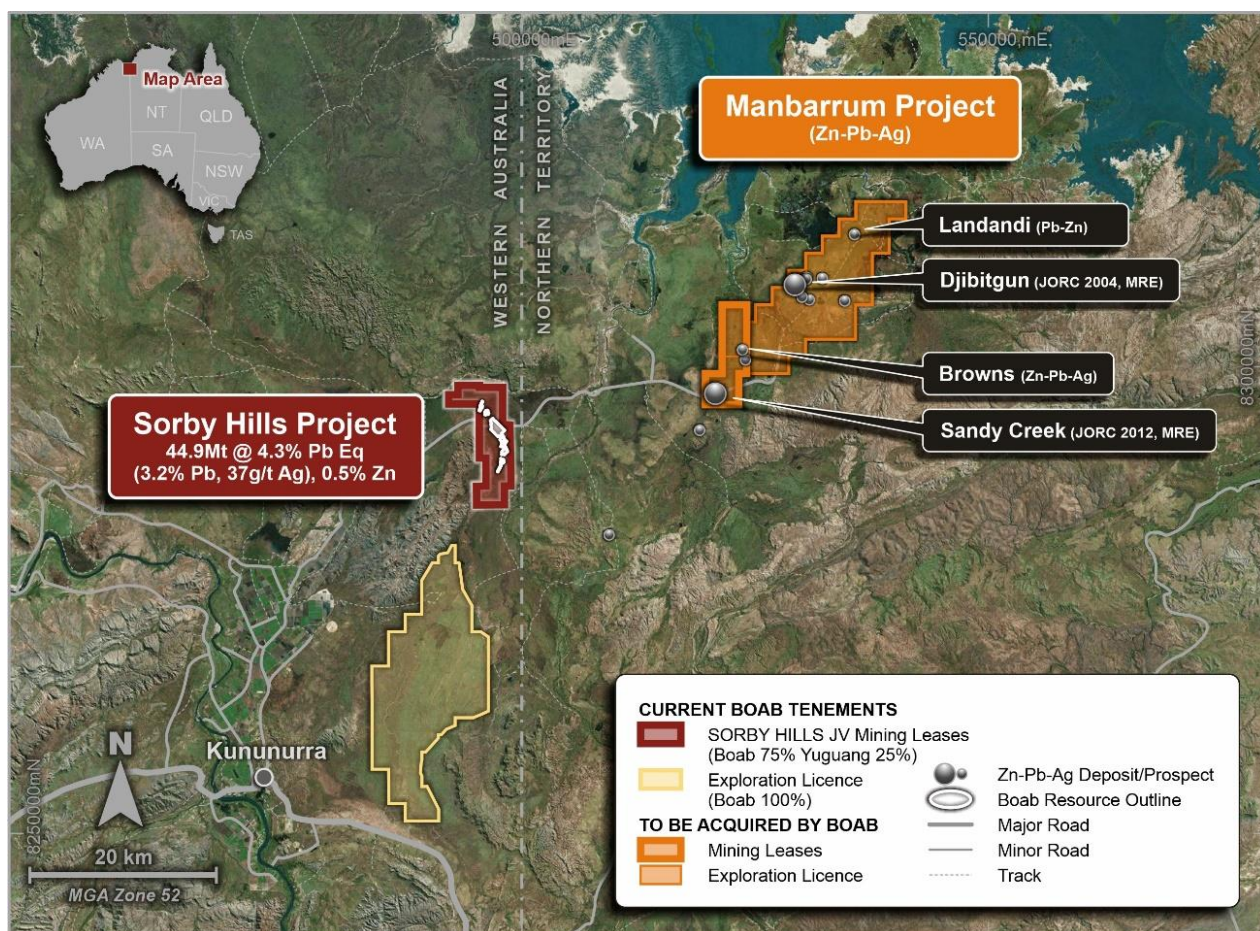 500000mE
550000mE
Map Area
NT
QLD
WA
SA
NSW
VIC
TAS
WESTERN AUSTRALIA
NORTHERN TERRITORY
Manbarrum Project
(Zn-Pb-Ag)
Landandi (Pb-Zn)
Djibitgun (JORC 2004, MRE)
8300000mN
Browns (Zn-Pb-Ag)
Sandy Creek (JORC 2012, MRE)
Sorby Hills Project
44.9Mt @ 4.3% Pb Eq
(3.2% Pb, 37g/t Ag), 0.5% Zn
Kununurra
N
8250000mN
20 km
MGA Zone 52
CURRENT BOAB TENEMENTS
SORBY HILLS JV Mining Leases
(Boab 75% Yuguang 25%)
Exploration Licence
(Boab 100%)
TO BE ACQUIRED BY BOAB
Mining Leases
Exploration Licence
Zn-Pb-Ag Deposit/Prospect
Boab Resource Outline
Major Road
Minor Road
Track